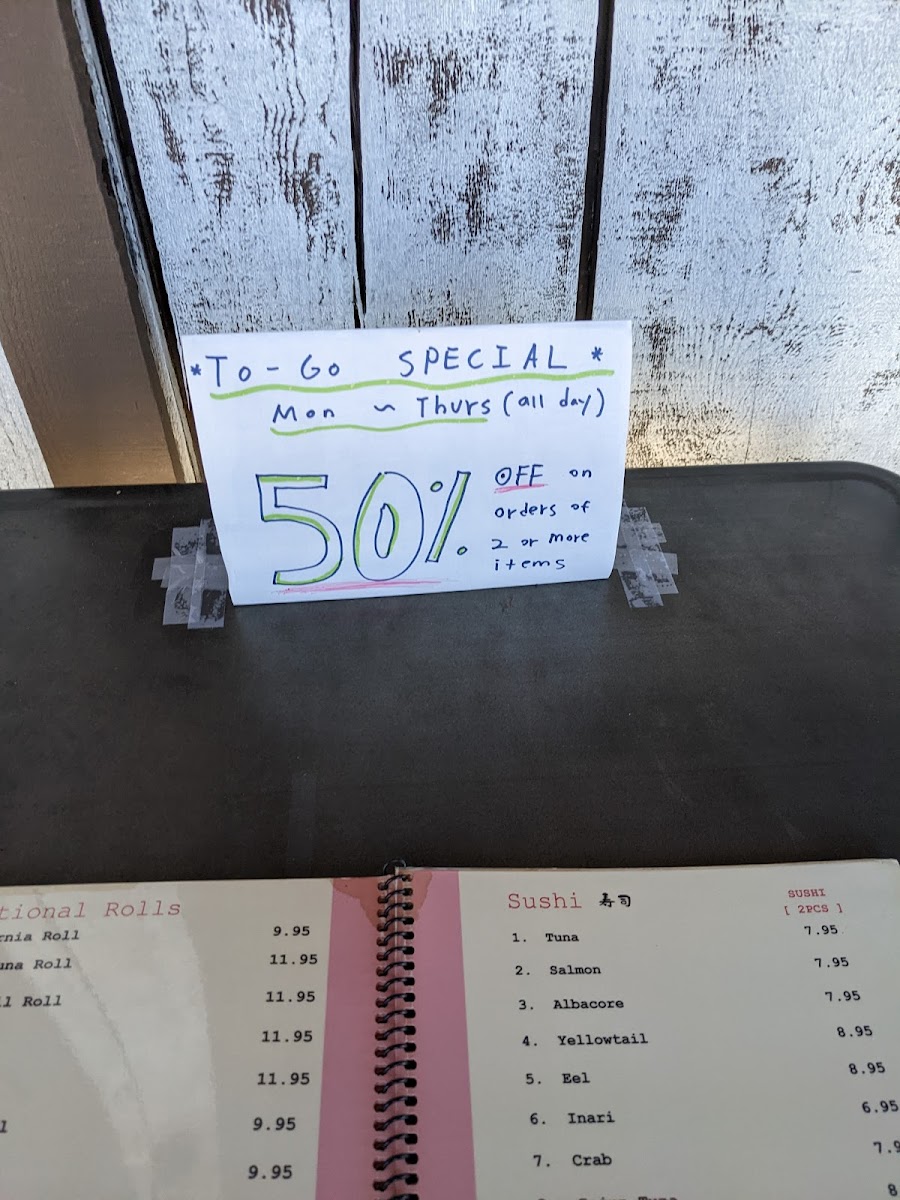 * To-Go SPECIAL *
Mon ~ Thurs (all day)
50% OFF on
orders of
2 or more
items
tional Rolls
rnia Roll 9.95
una Roll 11.95
l Roll 11.95
11.95
11.95
l 9.95
9.95
Sushi 寿司 SUSHI
[ 2PCS ]
1. Tuna 7.95
2. Salmon 7.95
3. Albacore 7.95
4. Yellowtail 8.95
5. Eel 8.95
6. Inari 6.95
7. Crab 7.9
8